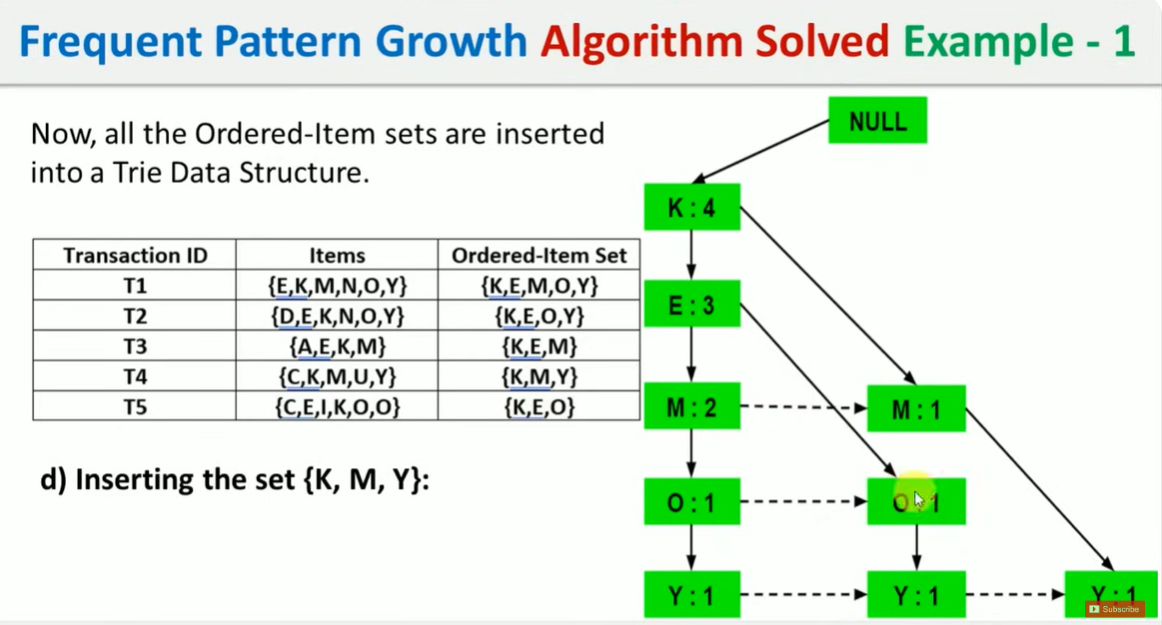 Frequent Pattern Growth Algorithm Solved Example - 1
Now, all the Ordered-Item sets are inserted
into a Trie Data Structure.
Transaction ID Items Ordered-Item Set
T1 {E,K,M,N,O,Y} {K,E,M,O,Y}
T2 {D,E,K,N,O,Y} {K,E,O,Y}
T3 {A,E,K,M} {K,E,M}
T4 {C,K,M,U,Y} {K,M,Y}
T5 {C,E,I,K,O,O} {K,E,O}
d) Inserting the set {K, M, Y}:
NULL
K : 4
E : 3
M : 2
M : 1
O : 1
O : 1
Y : 1
Y : 1
Y : 1
Subscribe